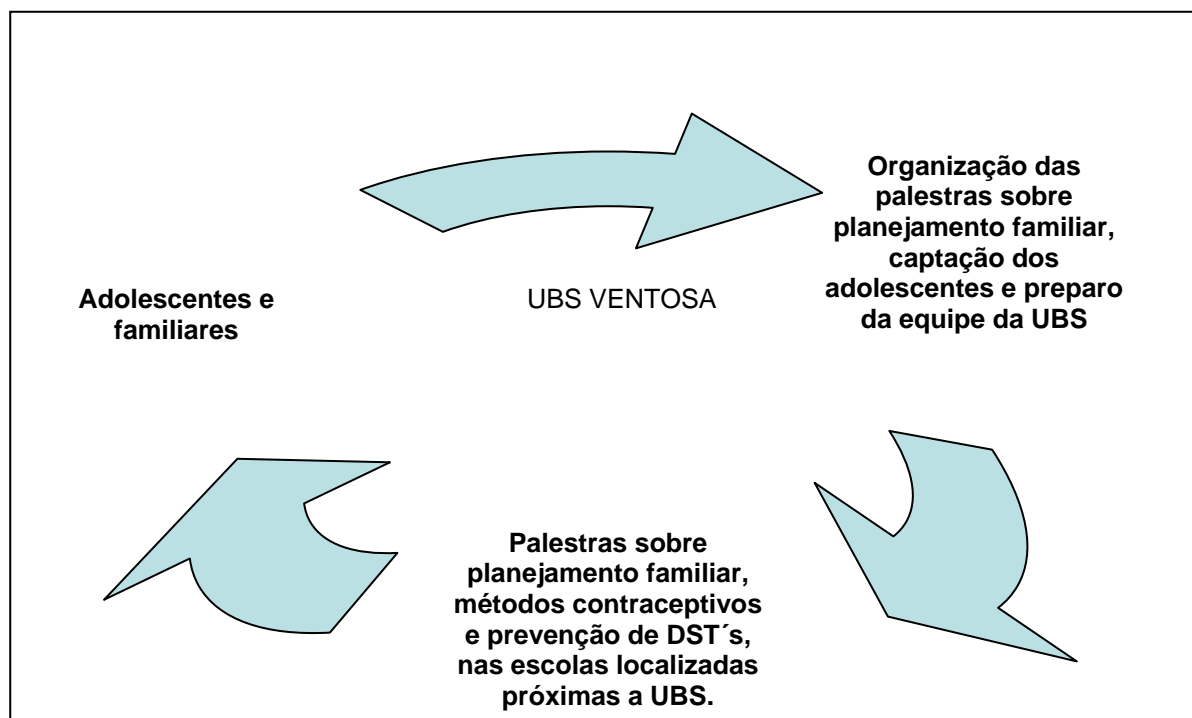 Adolescentes e
familiares
UBS VENTOSA
Organização das
palestras sobre
planejamento familiar,
captação dos
adolescentes e preparo
da equipe da UBS
Palestras sobre
planejamento familiar,
métodos contraceptivos
e prevenção de DST´s,
nas escolas localizadas
próximas a UBS.